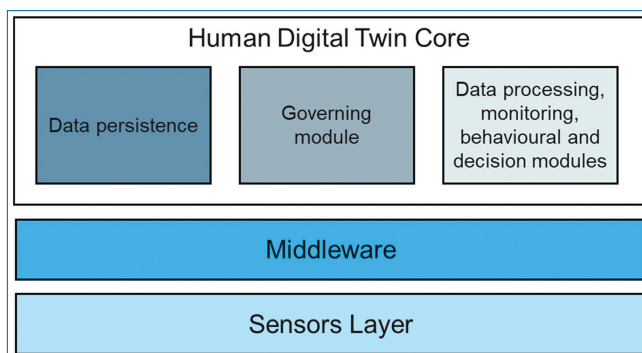 Human Digital Twin Core
Data persistence
Governing
module
Data processing,
monitoring,
behavioural and
decision modules
Middleware
Sensors Layer